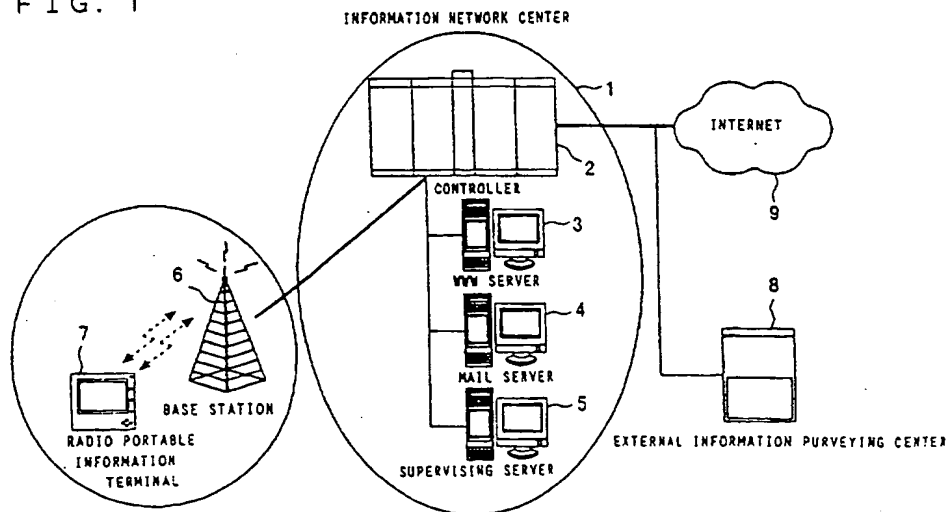 FIG. 1
INFORMATION NETWORK CENTER
1
2
CONTROLLER
INTERNET
9
3
WWW SERVER
4
MAIL SERVER
5
SUPERVISING SERVER
6
7
BASE STATION
RADIO PORTABLE
INFORMATION
TERMINAL
8
EXTERNAL INFORMATION PURVEYING CENTER